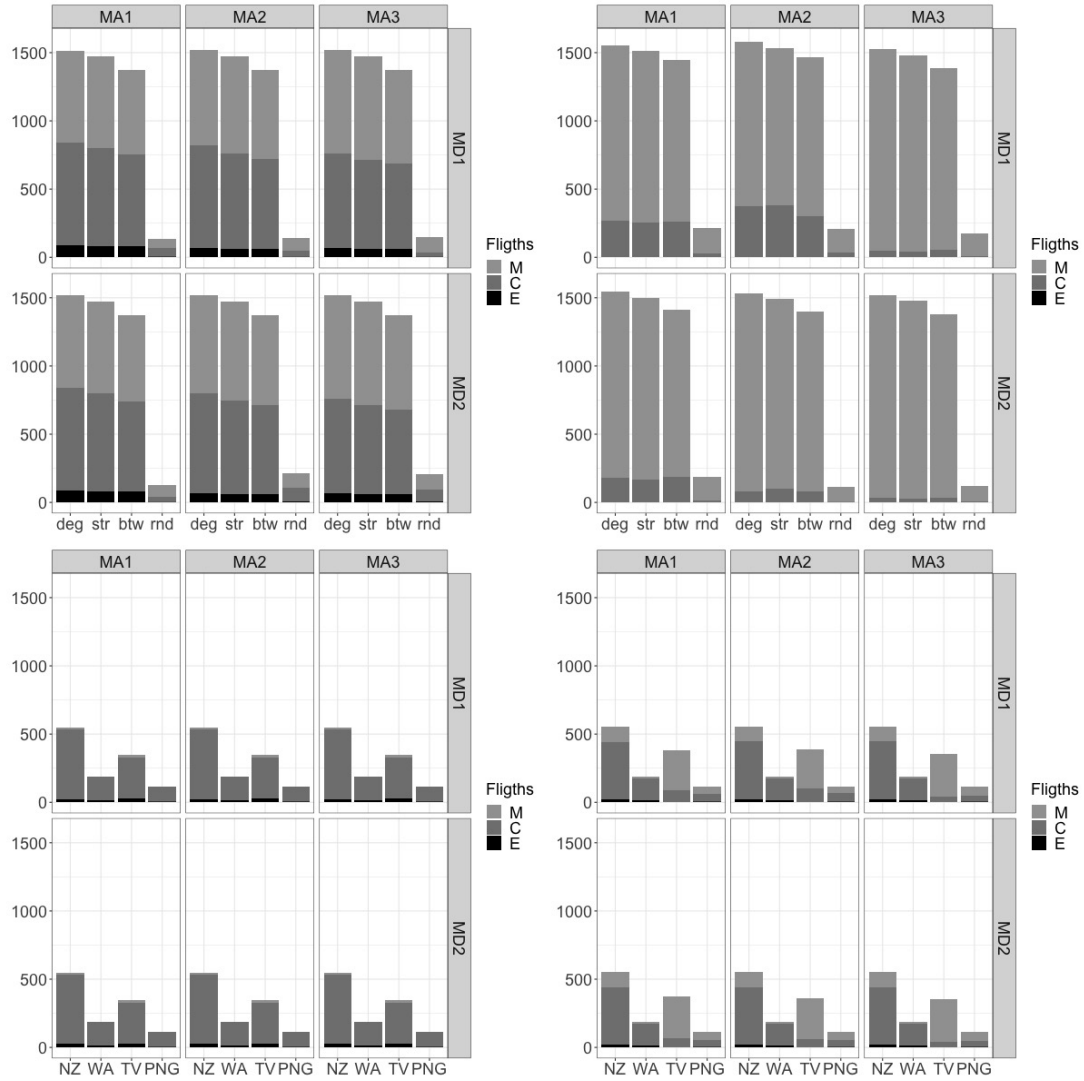 MA1 MA2 MA3
1500
1000
500
0
MD1
1500
1000
500
0
MD2
deg str btw rnd deg str btw rnd deg str btw rnd
Fligths
M
C
E
MA1 MA2 MA3
1500
1000
500
0
MD1
1500
1000
500
0
MD2
deg str btw rnd deg str btw rnd deg str btw rnd
Fligths
M
C
E
MA1 MA2 MA3
1500
1000
500
0
MD1
1500
1000
500
0
MD2
NZ WA TV PNG NZ WA TV PNG NZ WA TV PNG
Fligths
M
C
E
MA1 MA2 MA3
1500
1000
500
0
MD1
1500
1000
500
0
MD2
NZ WA TV PNG NZ WA TV PNG NZ WA TV PNG
Fligths
M
C
E